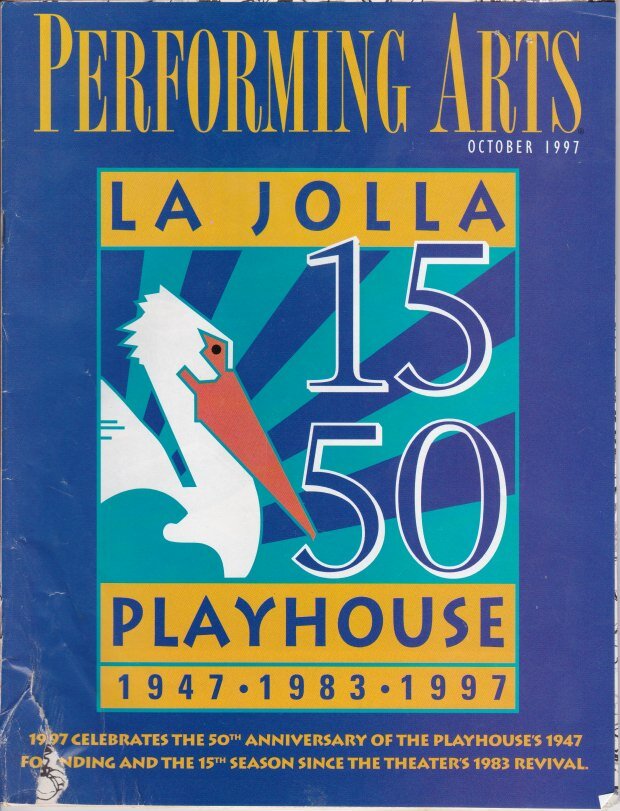 PERFORMING ARTS
OCTOBER 1997
LA JOLLA
15
50
PLAYHOUSE
1947 • 1983 • 1997
1997 CELEBRATES THE 50TH ANNIVERSARY OF THE PLAYHOUSE'S 1947
FOUNDING AND THE 15TH SEASON SINCE THE THEATER'S 1983 REVIVAL.